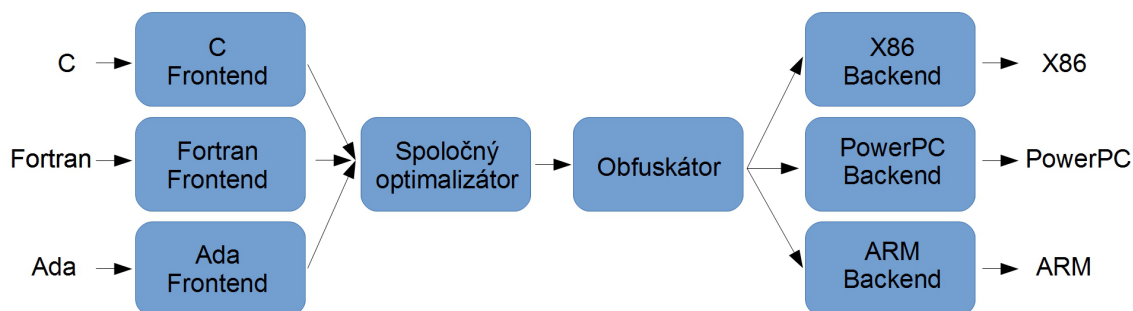 C
C
Frontend
X86
Backend
X86
Fortran
Fortran
Frontend
Spoločný
optimalizátor
Obfuskátor
PowerPC
Backend
PowerPC
Ada
Ada
Frontend
ARM
Backend
ARM